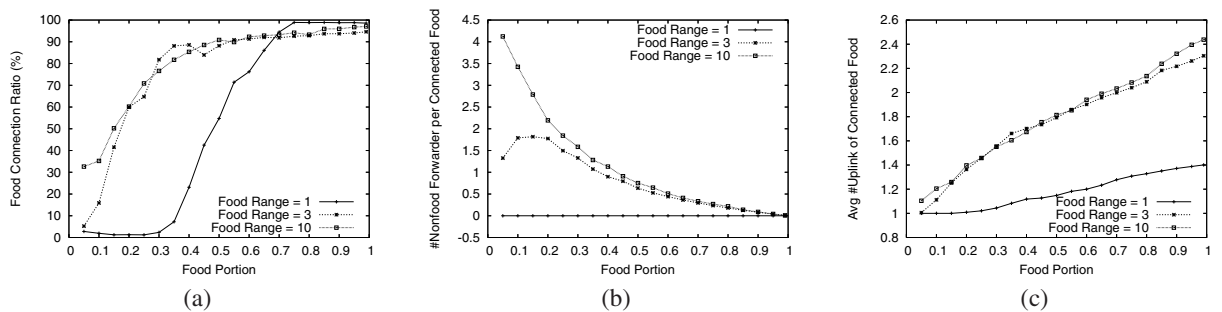 Food Connection Ratio (%)
100
90
80
70
60
50
40
30
20
10
0
0 0.1 0.2 0.3 0.4 0.5 0.6 0.7 0.8 0.9 1
Food Portion
Food Range = 1
Food Range = 3
Food Range = 10
(a)
#Nonfood Forwarder per Connected Food
5
4.5
4
3.5
3
2.5
2
1.5
1
0.5
0
-0.5
0 0.1 0.2 0.3 0.4 0.5 0.6 0.7 0.8 0.9 1
Food Portion
Food Range = 1
Food Range = 3
Food Range = 10
(b)
Avg #Uplink of Connected Food
2.6
2.4
2.2
2
1.8
1.6
1.4
1.2
1
0.8
0 0.1 0.2 0.3 0.4 0.5 0.6 0.7 0.8 0.9 1
Food Portion
Food Range = 1
Food Range = 3
Food Range = 10
(c)